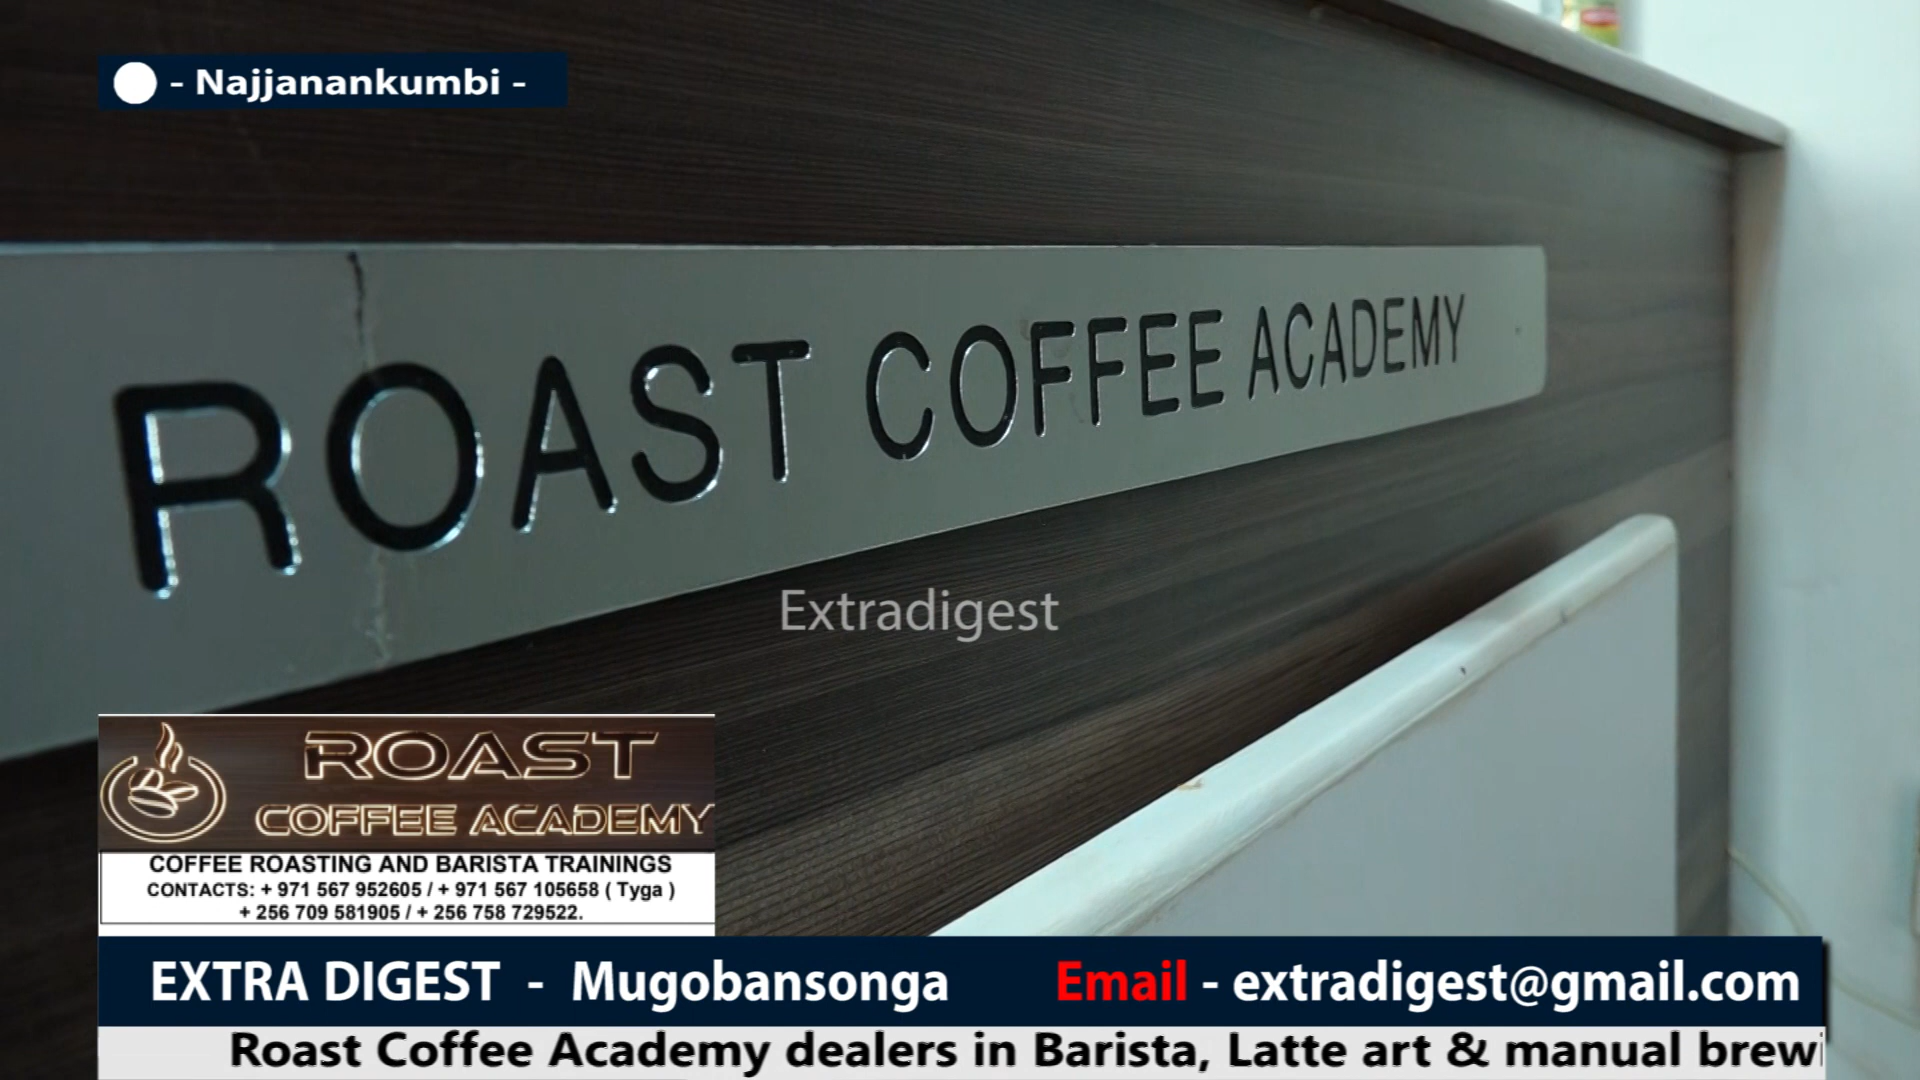 - Najjanankumbi -
ROAST COFFEE ACADEMY
Extradigest
ROAST
COFFEE ACADEMY
COFFEE ROASTING AND BARISTA TRAININGS
CONTACTS: + 971 567 952605 / + 971 567 105658 ( Tyga )
+ 256 709 581905 / + 256 758 729522.
EXTRA DIGEST - Mugobansonga Email - extradigest@gmail.com
Roast Coffee Academy dealers in Barista, Latte art & manual brewi